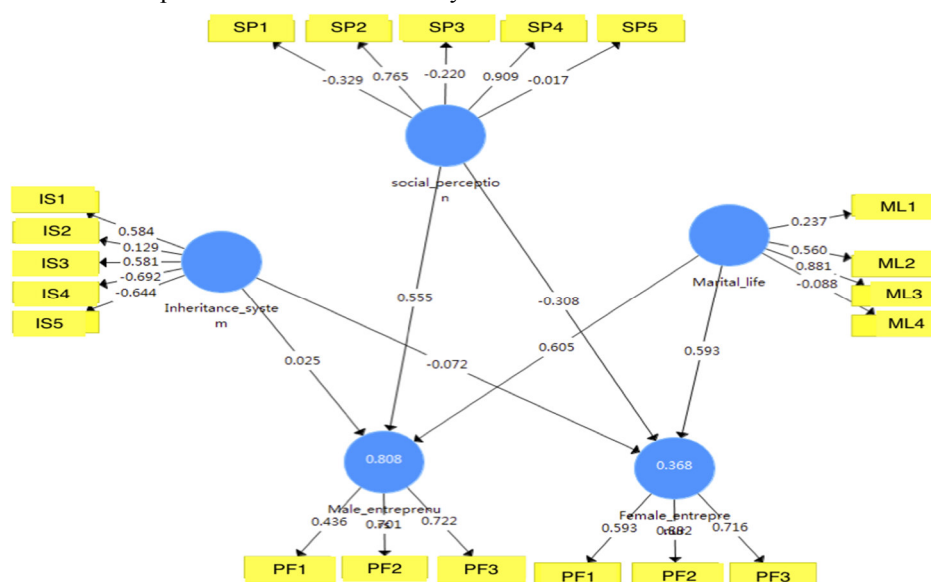 SP1 SP2 SP3 SP4 SP5
-0.329 0.765 -0.220 0.909 -0.017
social_perceptio
n
IS1
IS2
IS3
IS4
IS5
0.584
0.129
0.581
-0.692
-0.644
Inheritance_syste
m
ML1
ML2
ML3
ML4
0.237
0.560
0.881
-0.088
Marital_life
0.555
-0.308
0.605
0.593
0.025
-0.072
0.808
Male_entreprenu
0.436 0.701 0.722
PF1 PF2 PF3
0.368
Female_entrepre
0.593 0.716
PF1 PF2 PF3